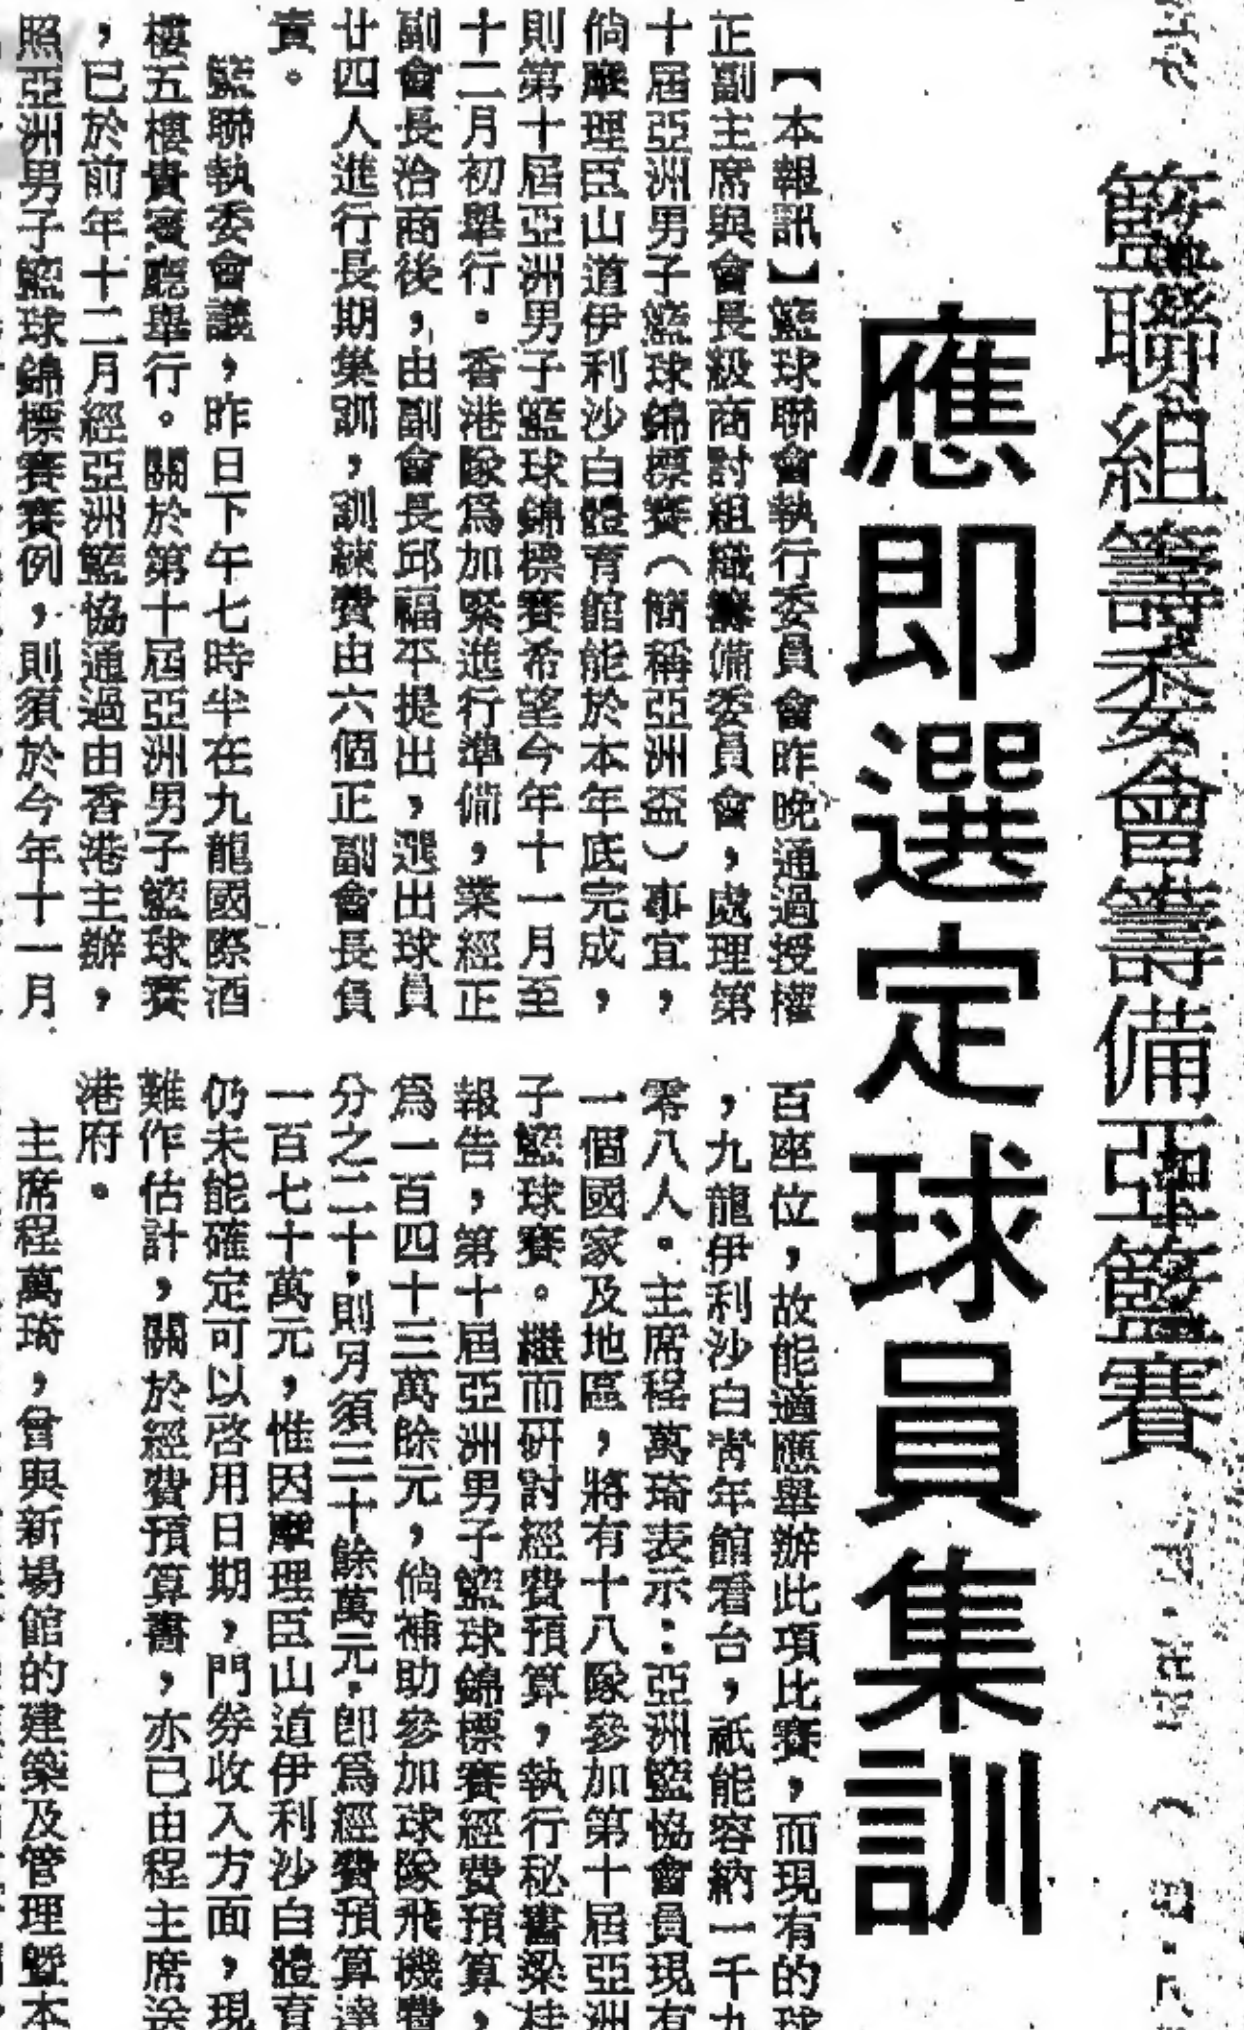 籃聯組籌委會籌備亞籃賽
應即選定球員集訓
【本報訊】籃球聯會執行委員會昨晚通過授權
正副主席與會長級商討組織籌備委員會,處理第
十屆亞洲男子籃球錦標賽(簡稱亞洲盃)事宜,
倘摩理臣山道伊利沙白體育館能於本年底完成,
則第十屆亞洲男子籃球錦標賽希望今年十一月至
十二月初舉行。香港隊爲加緊進行準備,業經正
副會長洽商後,由副會長邱福平提出,選出球員
廿四人進行長期集訓,訓練費由六個正副會長負
責。
籃聯執委會議,昨日下午七時半在九龍國際酒
樓五樓貴賓廳舉行。關於第十屆亞洲男子籃球賽
,已於前年十二月經亞洲籃協通過由香港主辦,
照亞洲男子籃球錦標賽賽例,則須於今年十一月
百座位,故能適應舉辦此項比賽,而現有的球
,九龍伊利沙白青年館看台,祇能容納一千九
零八人。主席程萬琦表示:亞洲籃協會員現有
一個國家及地區,將有十八隊參加第十屆亞洲
子籃球賽。繼而研討經費預算,執行秘書梁桂
報告,第十屆亞洲男子籃球錦標賽經費預算,
爲一百四十三萬餘元,倘補助參加球隊飛機費
分之二十,則另須三十餘萬元,即爲經費預算達
一百七十萬元,惟因摩理臣山道伊利沙白體育
仍未能確定可以啓用日期,門券收入方面,現
難作估計,關於經費預算書,亦已由程主席送
港府。
主席程萬琦,曾與新場館的建築及管理暨本